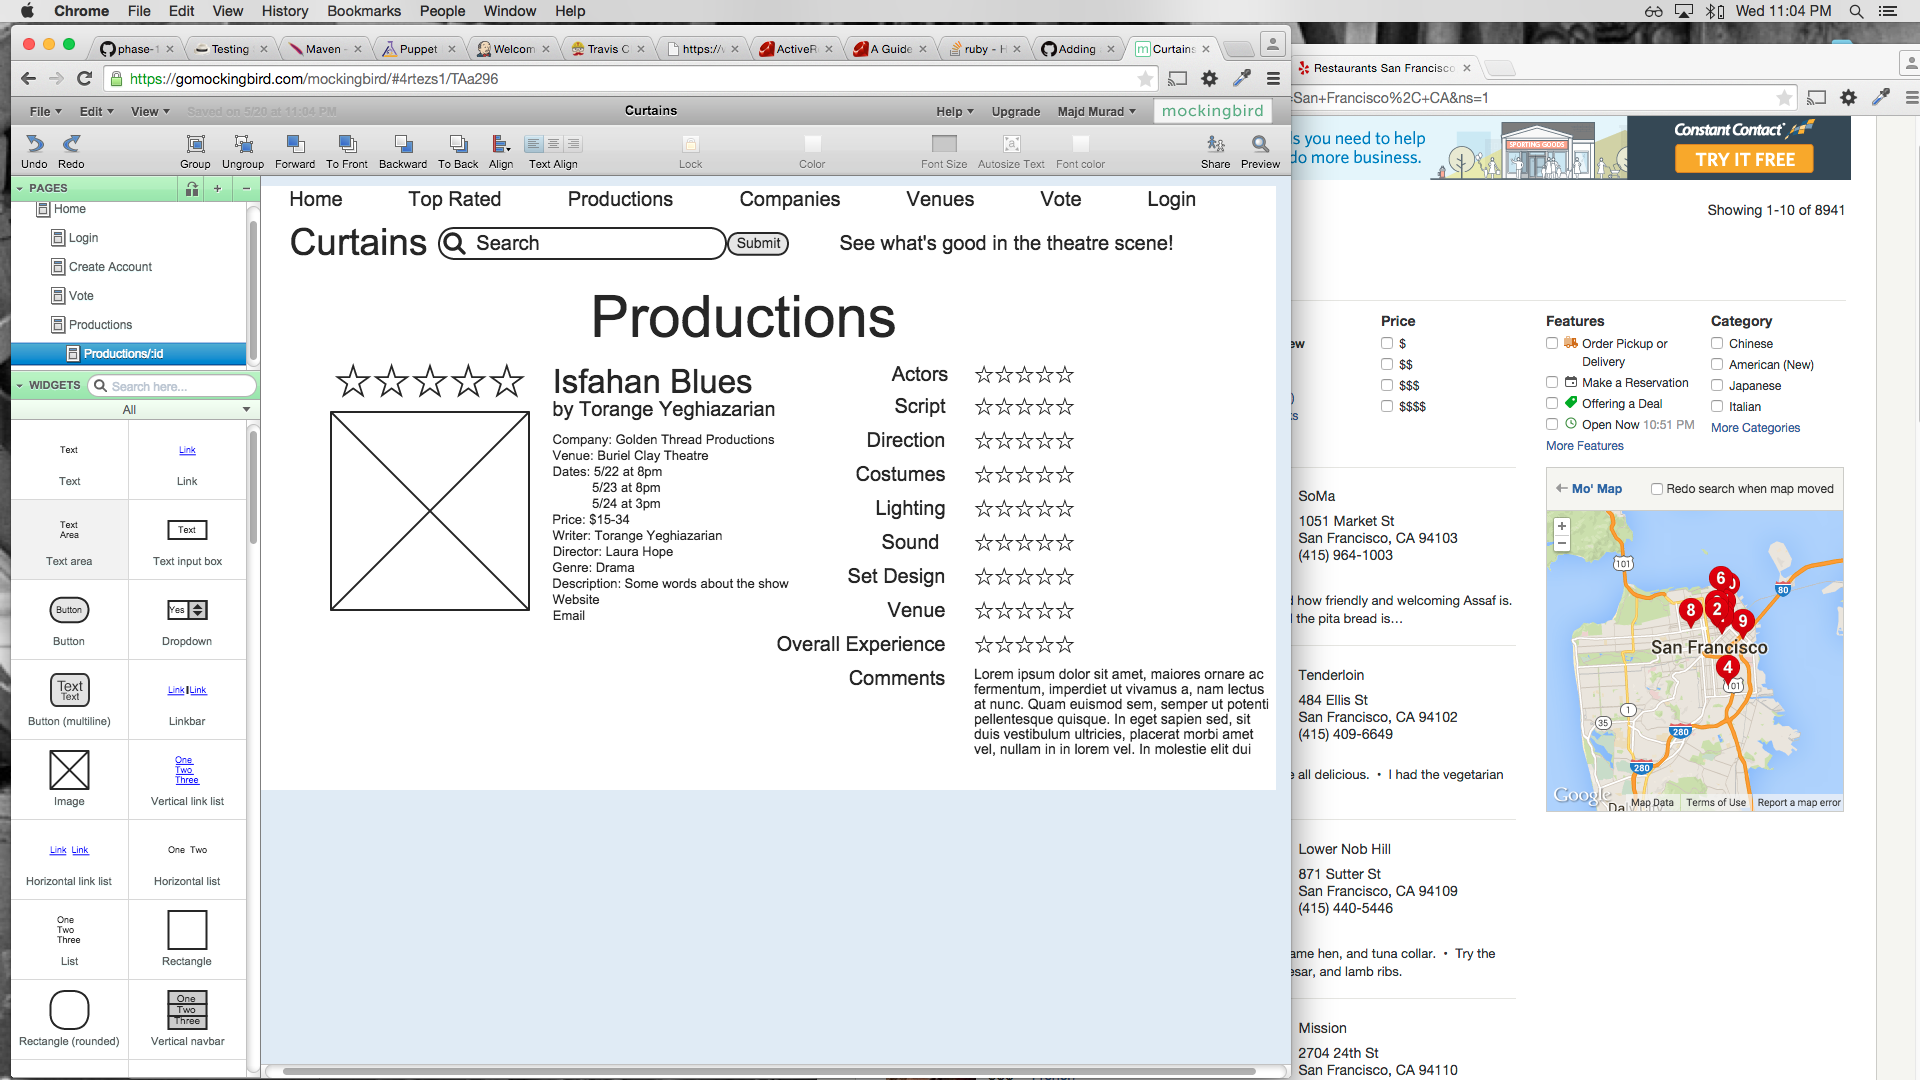 Chrome File Edit View History Bookmarks People Window Help
Wed 11:04 PM
phase-1
Testing
Maven
Puppet
Welcom
Travis C
https://v
ActiveR
A Guide
ruby - H
Adding
Curtains
https://gomockingbird.com/mockingbird/#4rtezs1/TAa296
File Edit View Saved on 5/20 at 11:04 PM
Curtains
Help Upgrade Majd Murad mockingbird
Undo Redo Group Ungroup Forward To Front Backward To Back Align Text Align Lock Color Font Size Autosize Text Font color Share Preview
PAGES
Home
Login
Create Account
Vote
Productions
Productions/:id
WIDGETS Search here...
All
Text Link
Text Link
Text Area Text
Text area Text input box
Button Yes
Button Dropdown
Text Text Link Link
Button (multiline) Linkbar
One Two Three
Image Vertical link list
Link Link One Two
Horizontal link list Horizontal list
One
Two
Three
List Rectangle
One
Two
Three
Rectangle (rounded) Vertical navbar
Home Top Rated Productions Companies Venues Vote Login
Curtains Search Submit See what's good in the theatre scene!
Productions
Isfahan Blues
by Torange Yeghiazarian
Company: Golden Thread Productions
Venue: Buriel Clay Theatre
Dates: 5/22 at 8pm
5/23 at 8pm
5/24 at 3pm
Price: $15-34
Writer: Torange Yeghiazarian
Director: Laura Hope
Genre: Drama
Description: Some words about the show
Website
Email
Actors
Script
Direction
Costumes
Lighting
Sound
Set Design
Venue
Overall Experience
Comments
Lorem ipsum dolor sit amet, maiores ornare ac
fermentum, imperdiet ut vivamus a, nam lectus
at nunc. Quam euismod sem, semper ut potenti
pellentesque quisque. In eget sapien sed, sit
duis vestibulum ultricies, placerat morbi amet
vel, nullam in in lorem vel. In molestie elit dui
Restaurants San Francisco
=San+Francisco%2C+CA&ns=1
s you need to help
do more business.
SPORTING GOODS
Constant Contact
TRY IT FREE
Showing 1-10 of 8941
ew
Price
$
$$
$$$
$$$$
Features
Order Pickup or
Delivery
Make a Reservation
Offering a Deal
Open Now 10:51 PM
More Features
Category
Chinese
American (New)
Japanese
Italian
More Categories
Mo' Map Redo search when map moved
+
−
101
80
6
8
2
9
San Francisco
4
101
1
35
280
280
Google
Map Data Terms of Use Report a map error
SoMa
1051 Market St
San Francisco, CA 94103
(415) 964-1003
how friendly and welcoming Assaf is.
the pita bread is…
Tenderloin
484 Ellis St
San Francisco, CA 94102
(415) 409-6649
all delicious. • I had the vegetarian
Lower Nob Hill
871 Sutter St
San Francisco, CA 94109
(415) 440-5446
ame hen, and tuna collar. • Try the
esar, and lamb ribs.
Mission
2704 24th St
San Francisco, CA 94110